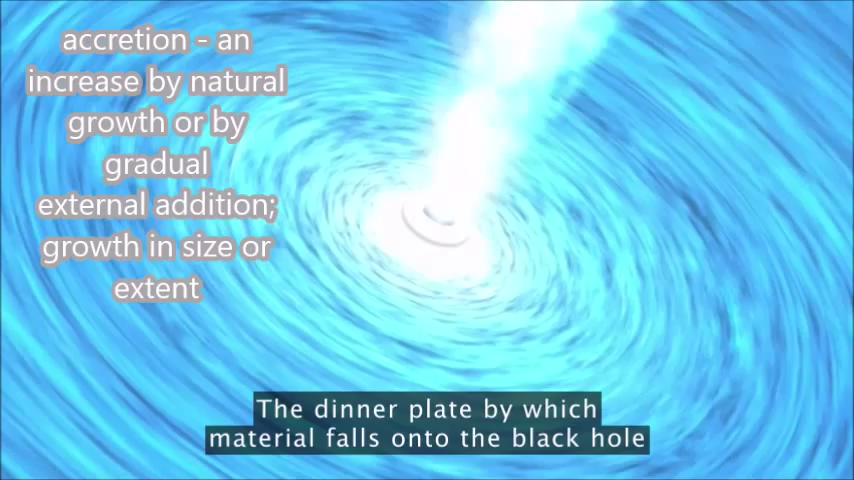 accretion - an
increase by natural
growth or by
gradual
external addition;
growth in size or
extent
The dinner plate by which
material falls onto the black hole